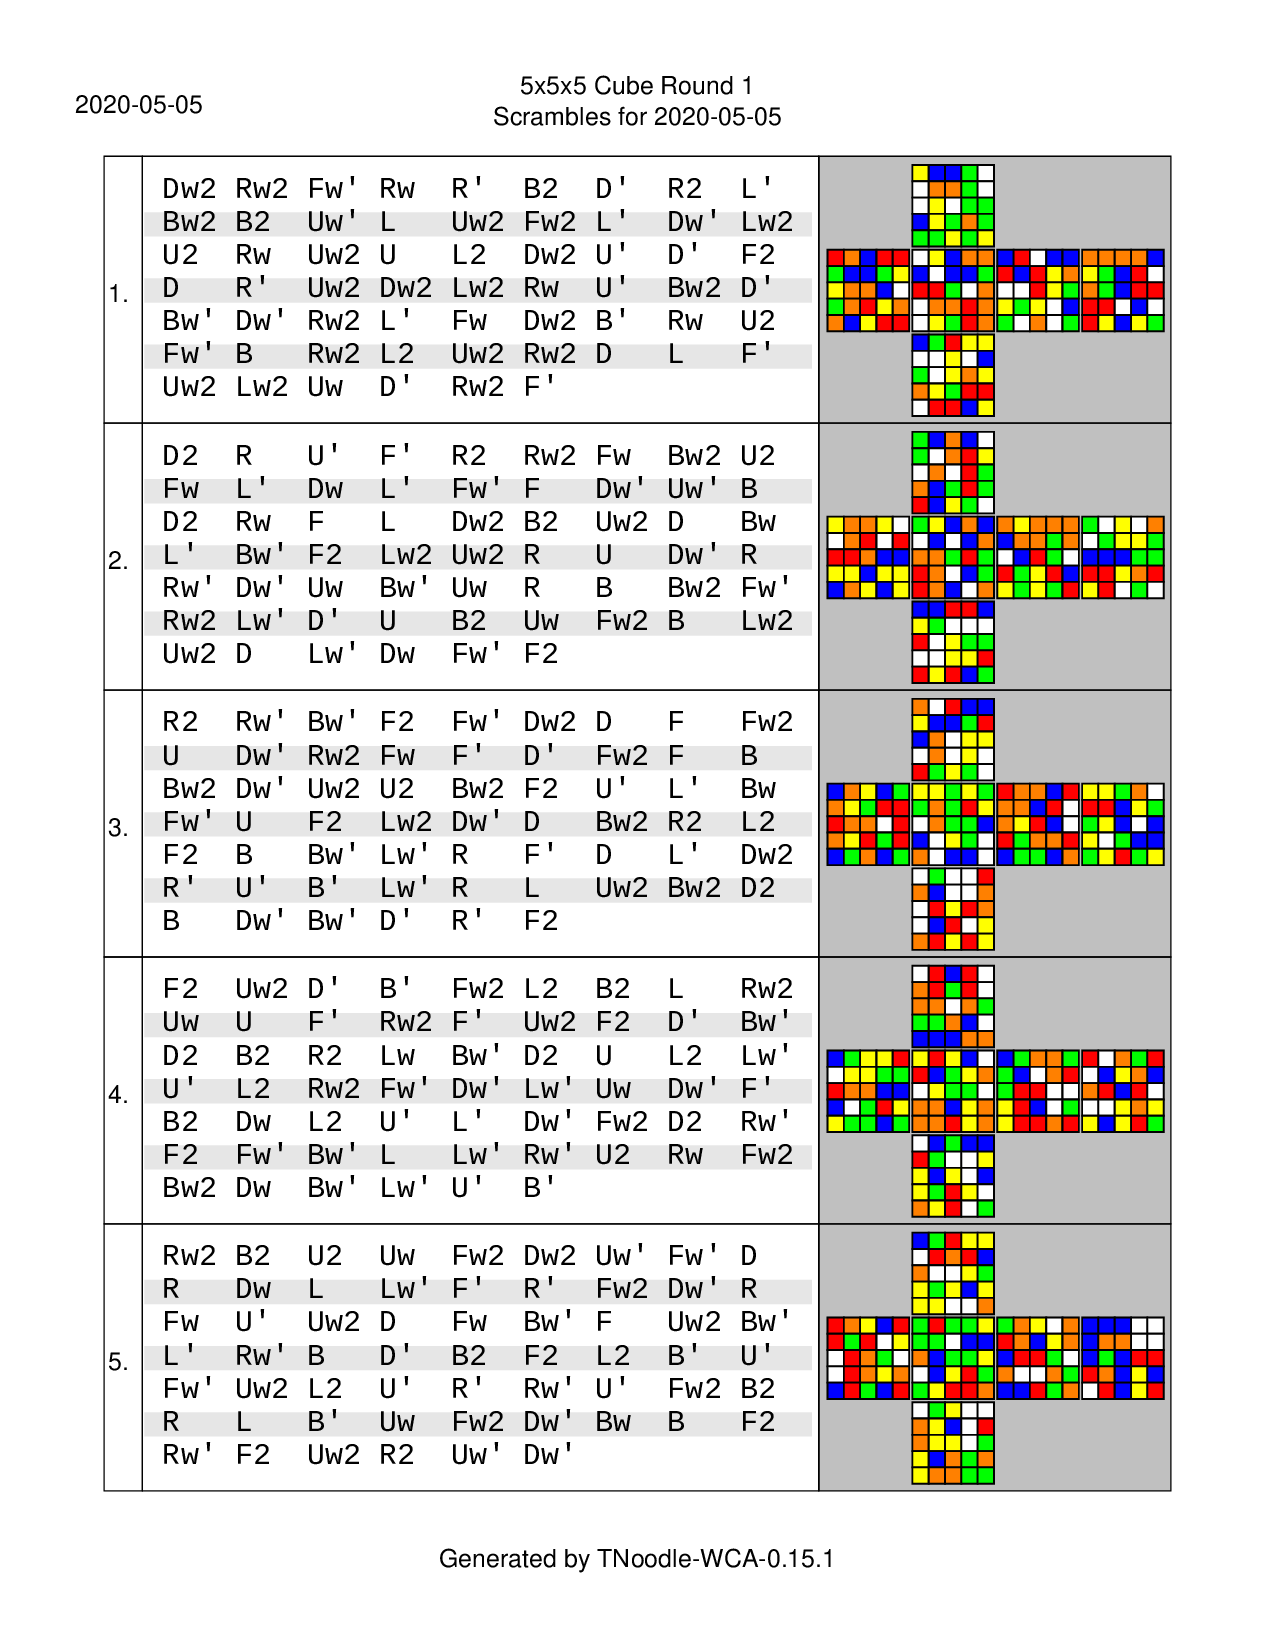 2020-05-05
5x5x5 Cube Round 1
Scrambles for 2020-05-05
1.
Dw2 Rw2 Fw' Rw R' B2 D' R2 L'
Bw2 B2 Uw' L Uw2 Fw2 L' Dw' Lw2
U2 Rw Uw2 U L2 Dw2 U' D' F2
D R' Uw2 Dw2 Lw2 Rw U' Bw2 D'
Bw' Dw' Rw2 L' Fw Dw2 B' Rw U2
Fw' B Rw2 L2 Uw2 Rw2 D L F'
Uw2 Lw2 Uw D' Rw2 F'
2.
D2 R U' F' R2 Rw2 Fw Bw2 U2
Fw L' Dw L' Fw' F Dw' Uw' B
D2 Rw F L Dw2 B2 Uw2 D Bw
L' Bw' F2 Lw2 Uw2 R U Dw' R
Rw' Dw' Uw Bw' Uw R B Bw2 Fw'
Rw2 Lw' D' U B2 Uw Fw2 B Lw2
Uw2 D Lw' Dw Fw' F2
3.
R2 Rw' Bw' F2 Fw' Dw2 D F Fw2
U Dw' Rw2 Fw F' D' Fw2 F B
Bw2 Dw' Uw2 U2 Bw2 F2 U' L' Bw
Fw' U F2 Lw2 Dw' D Bw2 R2 L2
F2 B Bw' Lw' R F' D L' Dw2
R' U' B' Lw' R L Uw2 Bw2 D2
B Dw' Bw' D' R' F2
4.
F2 Uw2 D' B' Fw2 L2 B2 L Rw2
Uw U F' Rw2 F' Uw2 F2 D' Bw'
D2 B2 R2 Lw Bw' D2 U L2 Lw'
U' L2 Rw2 Fw' Dw' Lw' Uw Dw' F'
B2 Dw L2 U' L' Dw' Fw2 D2 Rw'
F2 Fw' Bw' L Lw' Rw' U2 Rw Fw2
Bw2 Dw Bw' Lw' U' B'
5.
Rw2 B2 U2 Uw Fw2 Dw2 Uw' Fw' D
R Dw L Lw' F' R' Fw2 Dw' R
Fw U' Uw2 D Fw Bw' F Uw2 Bw'
L' Rw' B D' B2 F2 L2 B' U'
Fw' Uw2 L2 U' R' Rw' U' Fw2 B2
R L B' Uw Fw2 Dw' Bw B F2
Rw' F2 Uw2 R2 Uw' Dw'
Generated by TNoodle-WCA-0.15.1